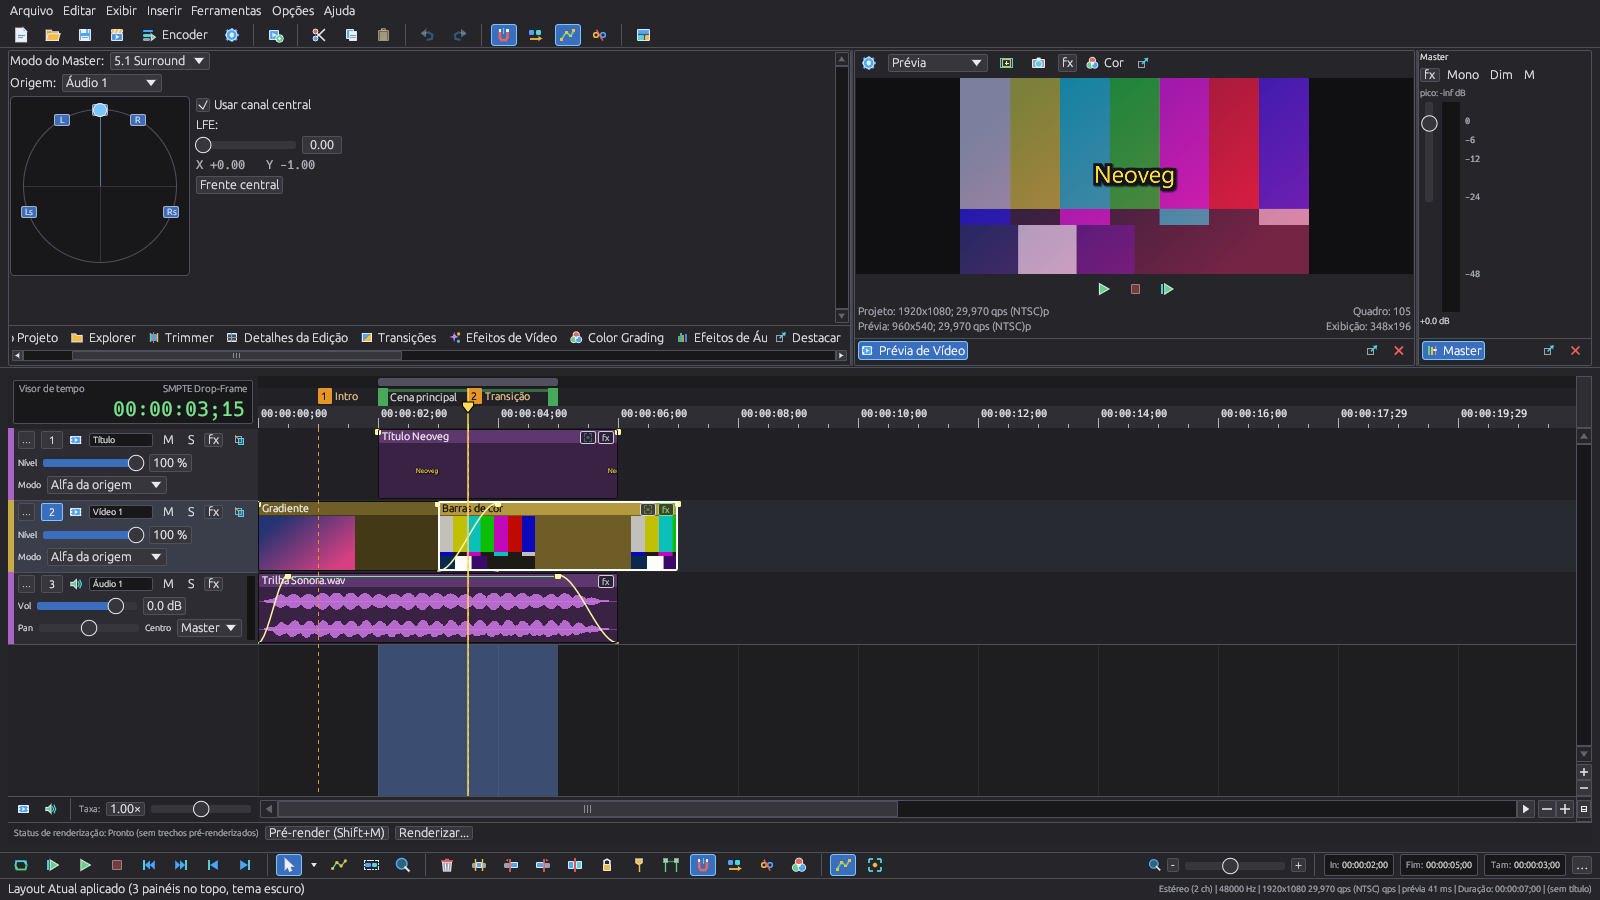 Arquivo Editar Exibir Inserir Ferramentas Opções Ajuda
Encoder
Modo do Master: 5.1 Surround
Origem: Áudio 1
L R Ls Rs
Usar canal central
LFE:
0.00
X +0.00 Y -1.00
Frente central
Projeto Explorer Trimmer Detalhes da Edição Transições Efeitos de Vídeo Color Grading Efeitos de Áu Destacar
Prévia fx Cor
Neoveg
Projeto: 1920x1080; 29,970 qps (NTSC)p Quadro: 105
Prévia: 960x540; 29,970 qps (NTSC)p Exibição: 348x196
Prévia de Vídeo
Master
fx Mono Dim M
pico: -inf dB
0
-6
-12
-24
-48
+0.0 dB
Master
Visor de tempo SMPTE Drop-Frame
00:00:03;15
1 Intro Cena principal 2 Transição
00:00:00;00 00:00:02;00 00:00:04;00 00:00:06;00 00:00:08;00 00:00:10;00 00:00:12;00 00:00:14;00 00:00:16;00 00:00:17;29 00:00:19;29
... 1 Título M S fx
Nível 100 %
Modo Alfa da origem
Título Neoveg fx
Neoveg Ne
... 2 Vídeo 1 M S fx
Nível 100 %
Modo Alfa da origem
Gradiente Barras de cor fx
... 3 Áudio 1 M S fx
Vol 0.0 dB
Pan Centro Master
TrilhaSonora.wav fx
Taxa: 1.00×
Status de renderização: Pronto (sem trechos pré-renderizados) Pré-render (Shift+M) Renderizar...
In: 00:00:02;00 Fim: 00:00:05;00 Tam: 00:00:03;00 ...
Layout Atual aplicado (3 painéis no topo, tema escuro) Estéreo (2 ch) | 48000 Hz | 1920x1080 29,970 qps (NTSC) qps | prévia 41 ms | Duração: 00:00:07;00 | (sem título)